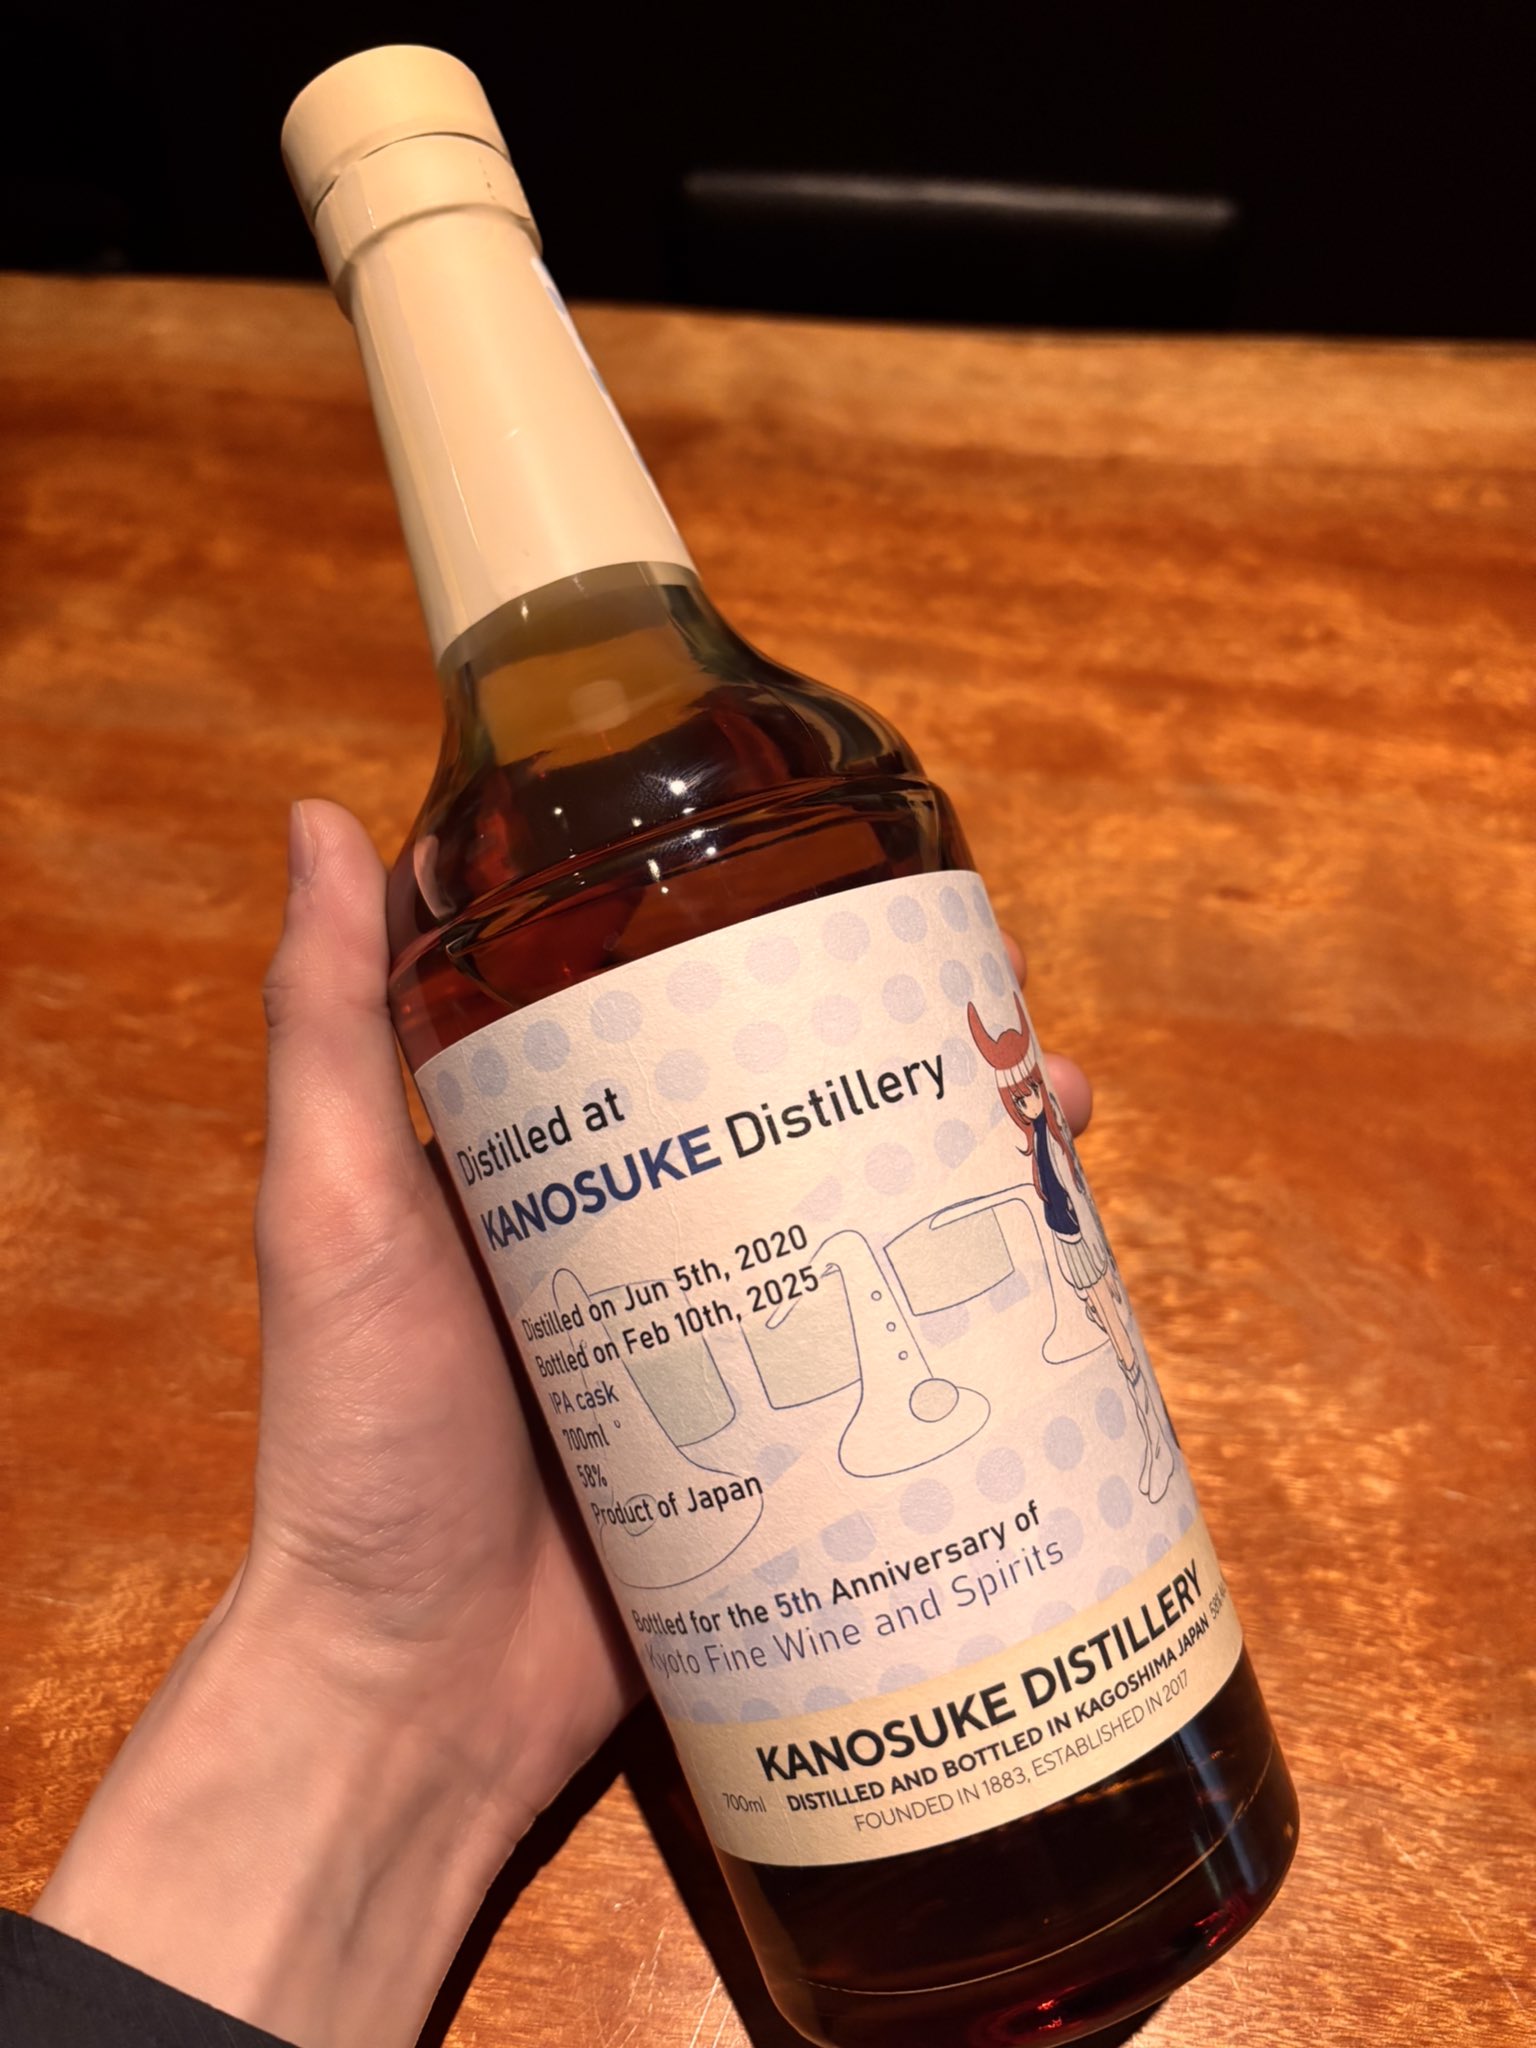 Distilled at
KANOSUKE Distillery
Distilled on Jun 5th, 2020
Bottled on Feb 10th, 2025
IPA cask
700ml
58%
Product of Japan
Bottled for the 5th Anniversary of
Kyoto Fine Wine and Spirits
KANOSUKE DISTILLERY
700ml DISTILLED AND BOTTLED IN KAGOSHIMA JAPAN 58%
FOUNDED IN 1883, ESTABLISHED IN 2017